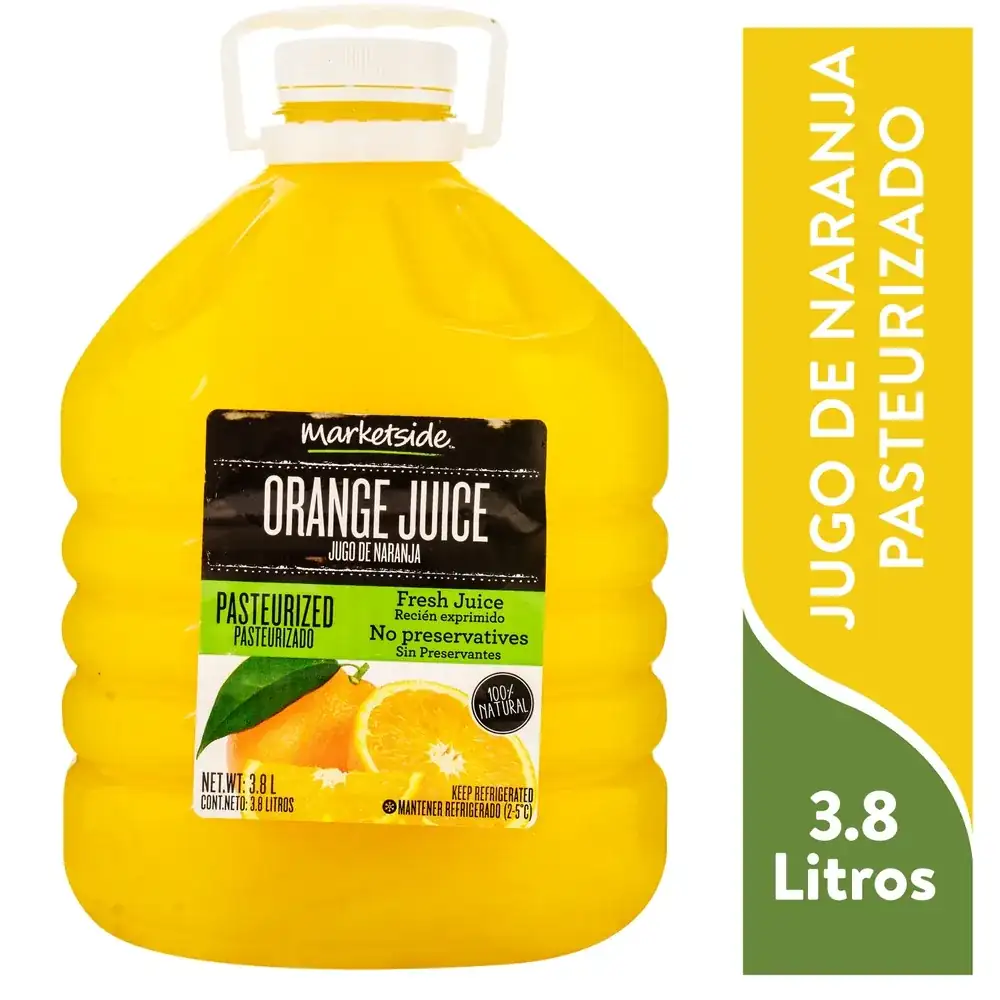 marketside
ORANGE JUICE
JUGO DE NARANJA
PASTEURIZED
PASTEURIZADO
Fresh Juice
Recién exprimido
No preservatives
Sin Preservantes
100%
NATURAL
NET.WT: 3.8 L
CONT.NETO: 3.8 LITROS
KEEP REFRIGERATED
MANTENER REFRIGERADO (2-5°C)
JUGO DE NARANJA
PASTEURIZADO
3.8
Litros